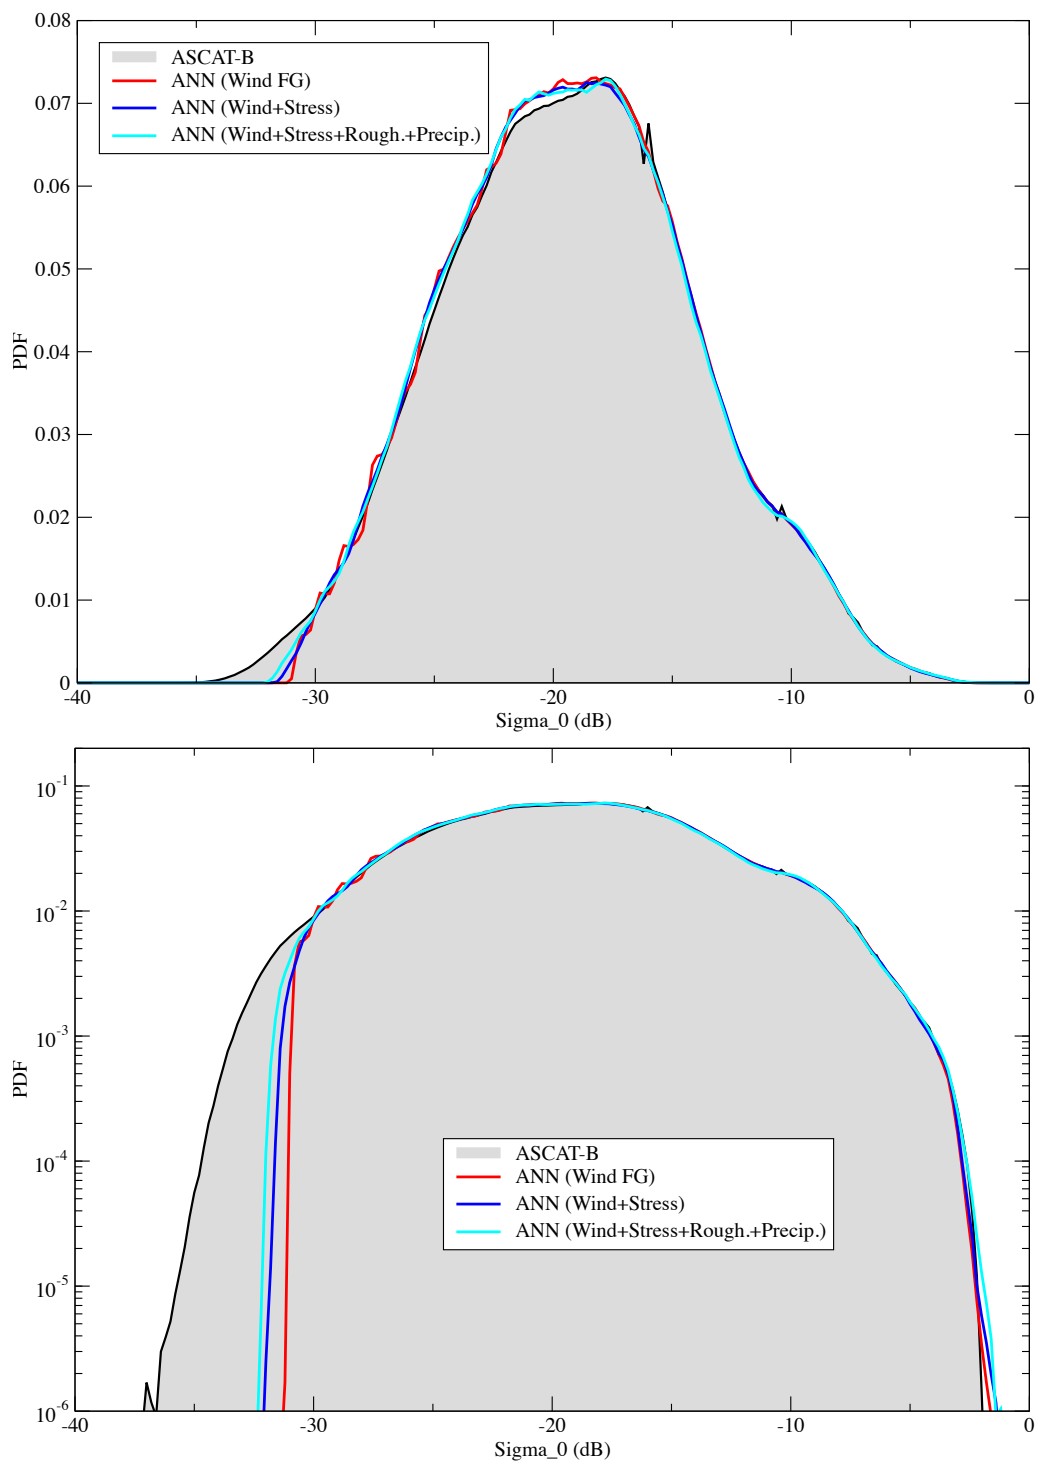 0.08
ASCAT-B
ANN (Wind FG)
ANN (Wind+Stress)
ANN (Wind+Stress+Rough.+Precip.)
0.07
0.06
0.05
0.04
PDF
0.03
0.02
0.01
0
-40 -30 -20 -10 0
Sigma_0 (dB)
10^-1
10^-2
10^-3
PDF
ASCAT-B
ANN (Wind FG)
ANN (Wind+Stress)
ANN (Wind+Stress+Rough.+Precip.)
10^-4
10^-5
10^-6
-40 -30 -20 -10 0
Sigma_0 (dB)